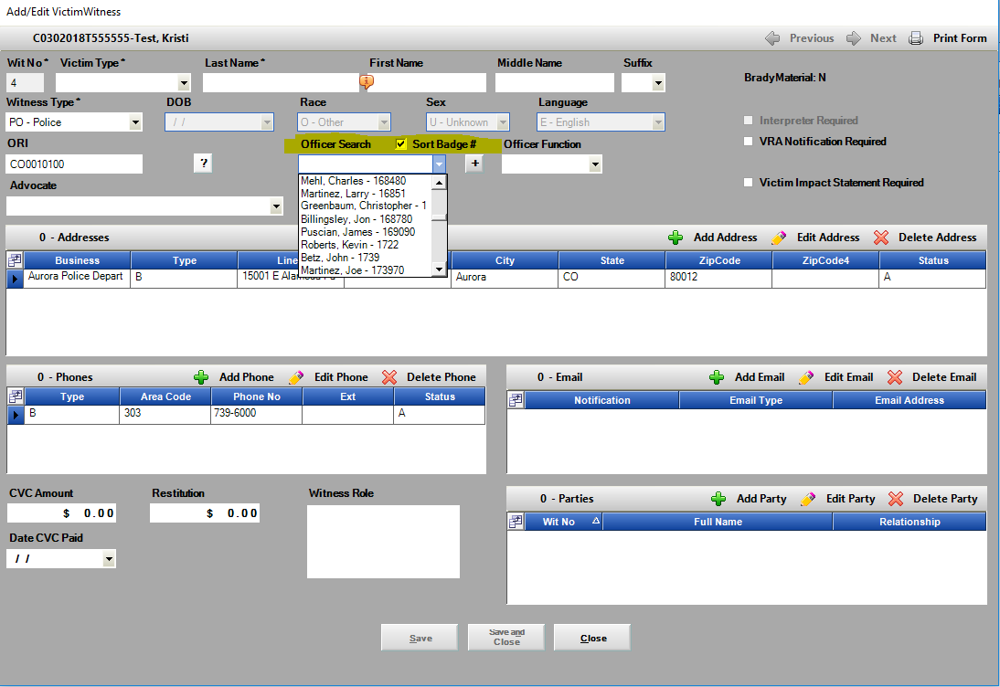 Add/Edit VictimWitness
C0302018T555555-Test, Kristi
Previous Next Print Form
Wit No * Victim Type * Last Name * First Name Middle Name Suffix
4
BradyMaterial: N
Witness Type * DOB Race Sex Language
PO - Police / / O - Other U - Unknown E - English
Interpreter Required
ORI Officer Search Sort Badge # Officer Function
VRA Notification Required
CO0010100 ? +
Mehl, Charles - 168480
Victim Impact Statement Required
Advocate
Martinez, Larry - 16851
Greenbaum, Christopher - 1
Billingsley, Jon - 168780
Puscian, James - 169090
Roberts, Kevin - 1722
Betz, John - 1739
Martinez, Joe - 173970
0 - Addresses Add Address Edit Address Delete Address
Business Type Line City State ZipCode ZipCode4 Status
Aurora Police Depart B 15001 E Aurora CO 80012 A
0 - Phones Add Phone Edit Phone Delete Phone
Type Area Code Phone No Ext Status
B 303 739-6000 A
0 - Email Add Email Edit Email Delete Email
Notification Email Type Email Address
CVC Amount Restitution Witness Role
$ 0.00 $ 0.00
Date CVC Paid
/ /
0 - Parties Add Party Edit Party Delete Party
Wit No Full Name Relationship
Save Save and Close Close